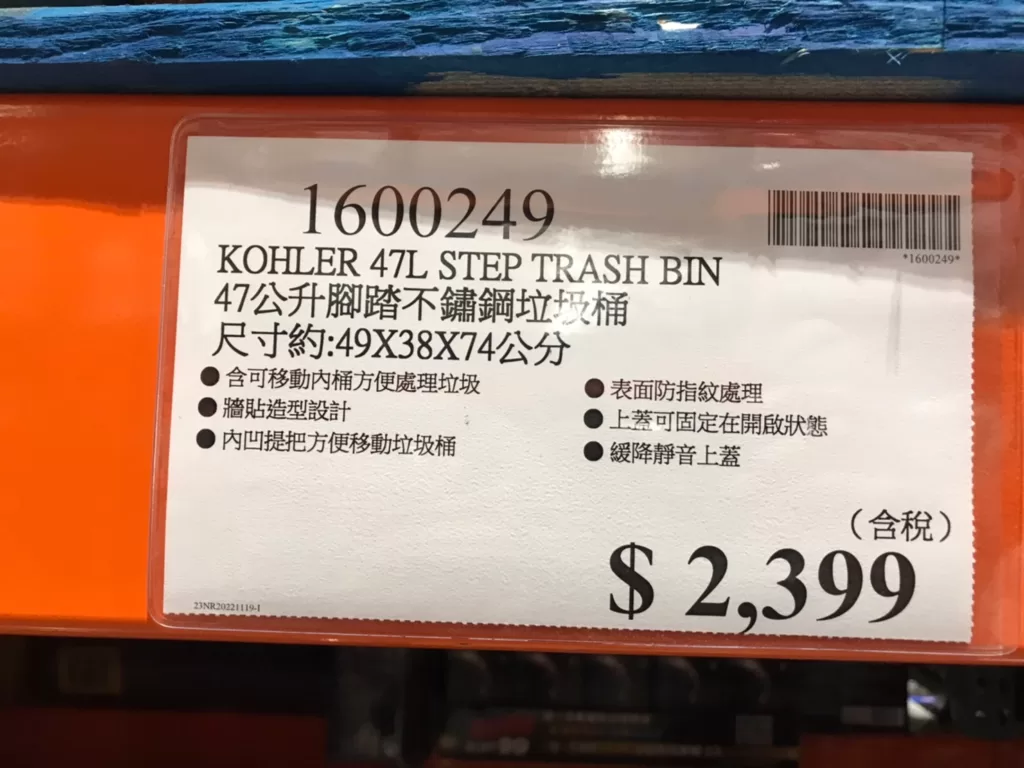 1600249
*1600249*
KOHLER 47L STEP TRASH BIN
47公升腳踏不鏽鋼垃圾桶
尺寸約:49X38X74公分
●含可移動內桶方便處理垃圾
●牆貼造型設計
●內凹提把方便移動垃圾桶
●表面防指紋處理
●上蓋可固定在開啟狀態
●緩降靜音上蓋
（含稅）
$ 2,399
23NR20221119-1